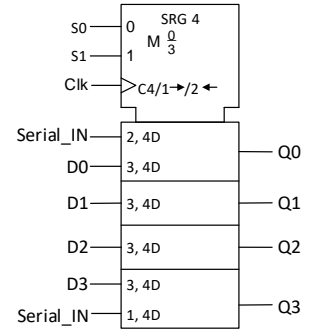 SRG 4
S0 0 M 0/3
S1 1
Clk C4/1→/2←
Serial_IN 2, 4D Q0
D0 3, 4D
D1 3, 4D Q1
D2 3, 4D Q2
D3 3, 4D Q3
Serial_IN 1, 4D